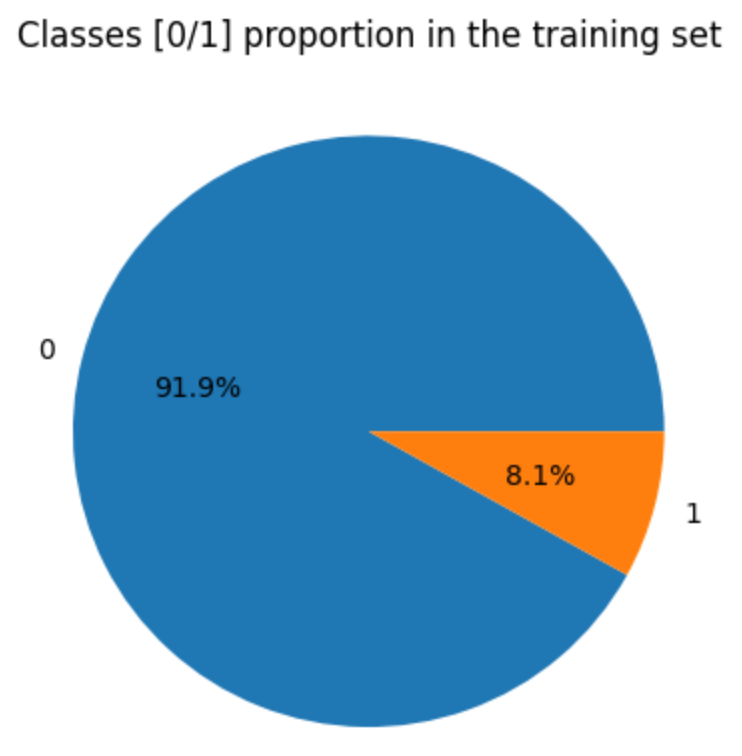 Classes [0/1] proportion in the training set
0
91.9%
8.1%
1